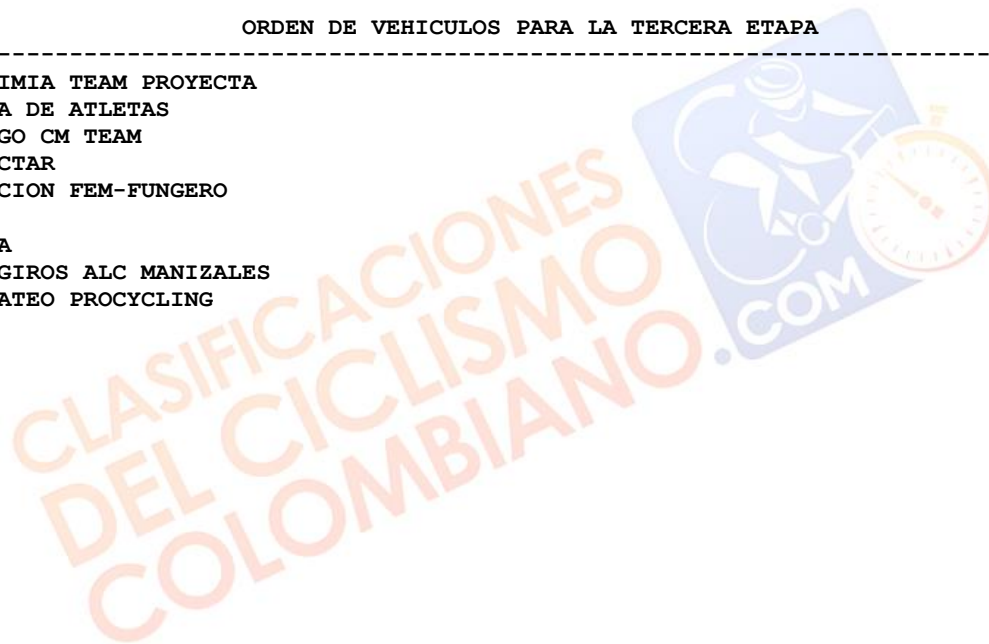 ORDEN DE VEHICULOS PARA LA TERCERA ETAPA
--------------------------------------------------------------------
IMIA TEAM PROYECTA
A DE ATLETAS
GO CM TEAM
CTAR
CION FEM-FUNGERO
A
GIROS ALC MANIZALES
ATEO PROCYCLING
CLASIFICACIONES
DEL CICLISMO
COLOMBIANO.COM